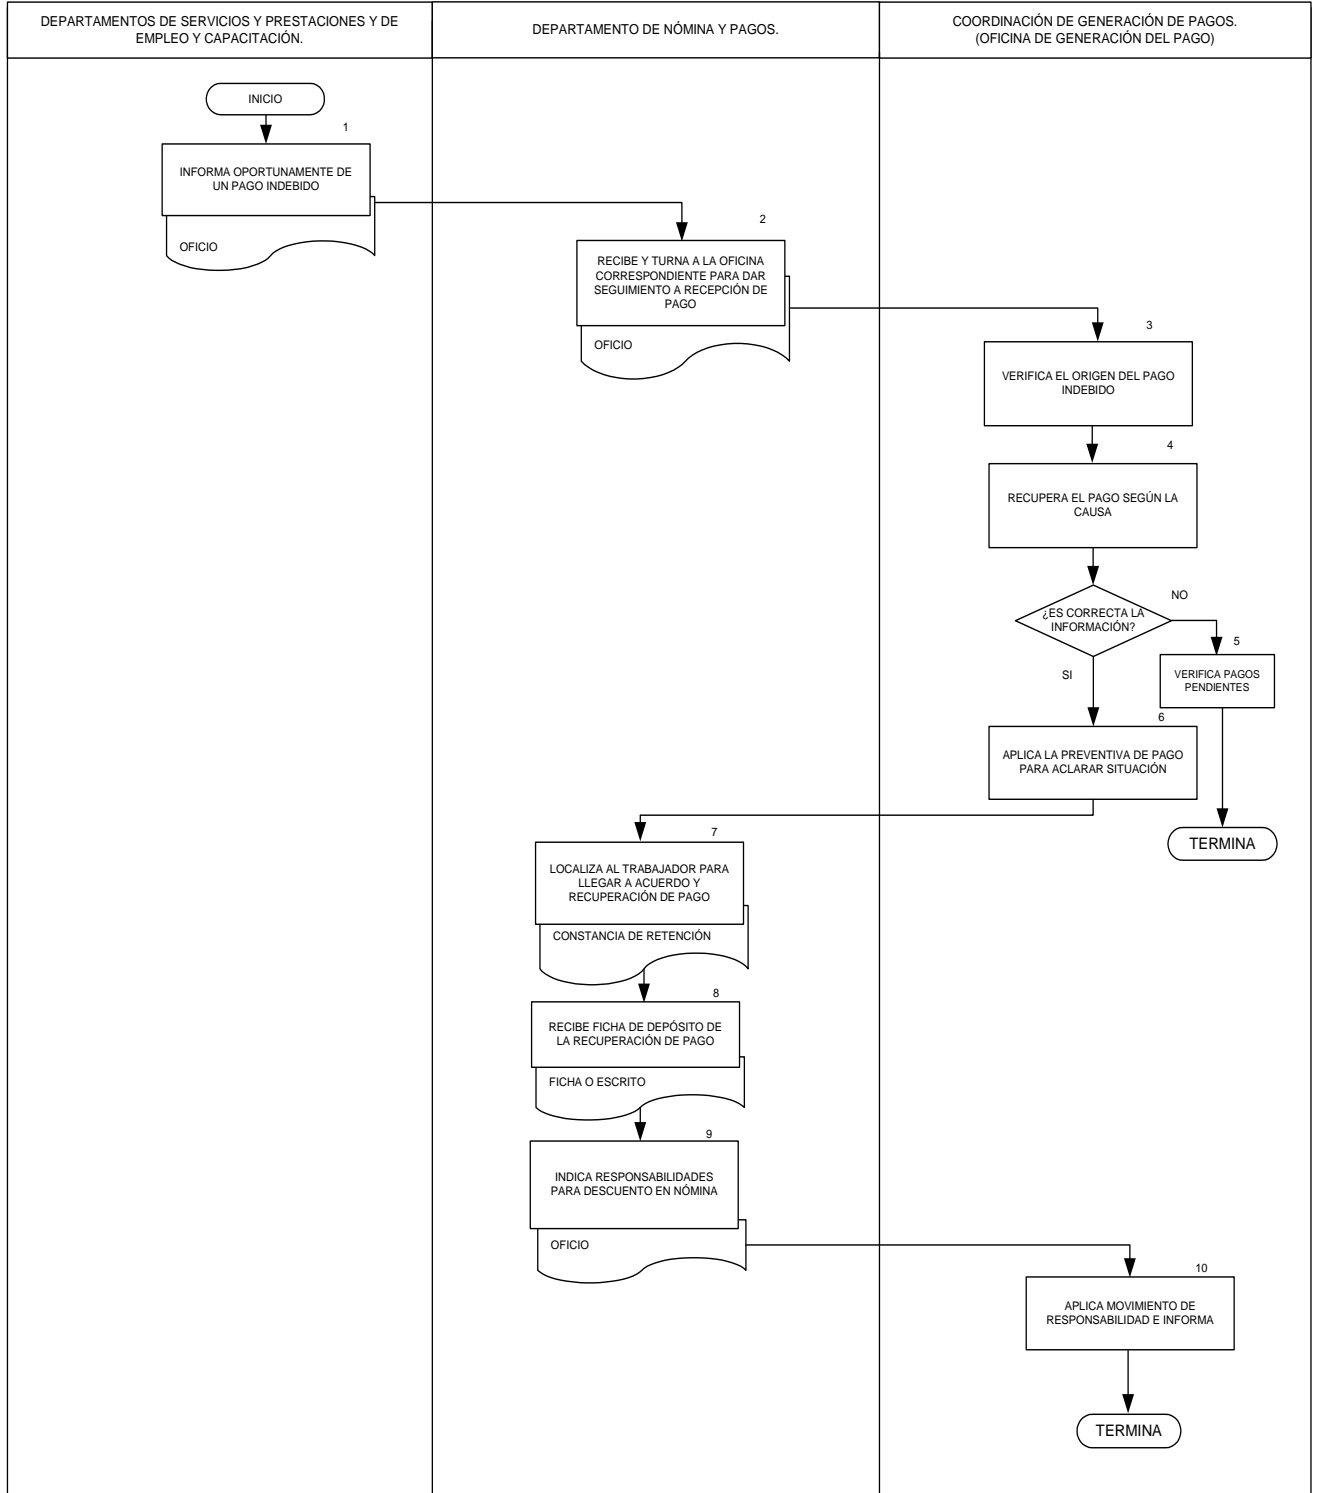 DEPARTAMENTOS DE SERVICIOS Y PRESTACIONES Y DE
EMPLEO Y CAPACITACIÓN.
DEPARTAMENTO DE NÓMINA Y PAGOS.
COORDINACIÓN DE GENERACIÓN DE PAGOS.
(OFICINA DE GENERACIÓN DEL PAGO)
INICIO
1
INFORMA OPORTUNAMENTE DE
UN PAGO INDEBIDO
OFICIO
2
RECIBE Y TURNA A LA OFICINA
CORRESPONDIENTE PARA DAR
SEGUIMIENTO A RECEPCIÓN DE
PAGO
OFICIO
3
VERIFICA EL ORIGEN DEL PAGO
INDEBIDO
4
RECUPERA EL PAGO SEGÚN LA
CAUSA
¿ES CORRECTA LA
INFORMACIÓN?
NO
SI
5
VERIFICA PAGOS
PENDIENTES
6
APLICA LA PREVENTIVA DE PAGO
PARA ACLARAR SITUACIÓN
TERMINA
7
LOCALIZA AL TRABAJADOR PARA
LLEGAR A ACUERDO Y
RECUPERACIÓN DE PAGO
CONSTANCIA DE RETENCIÓN
8
RECIBE FICHA DE DEPÓSITO DE
LA RECUPERACIÓN DE PAGO
FICHA O ESCRITO
9
INDICA RESPONSABILIDADES
PARA DESCUENTO EN NÓMINA
OFICIO
10
APLICA MOVIMIENTO DE
RESPONSABILIDAD E INFORMA
TERMINA